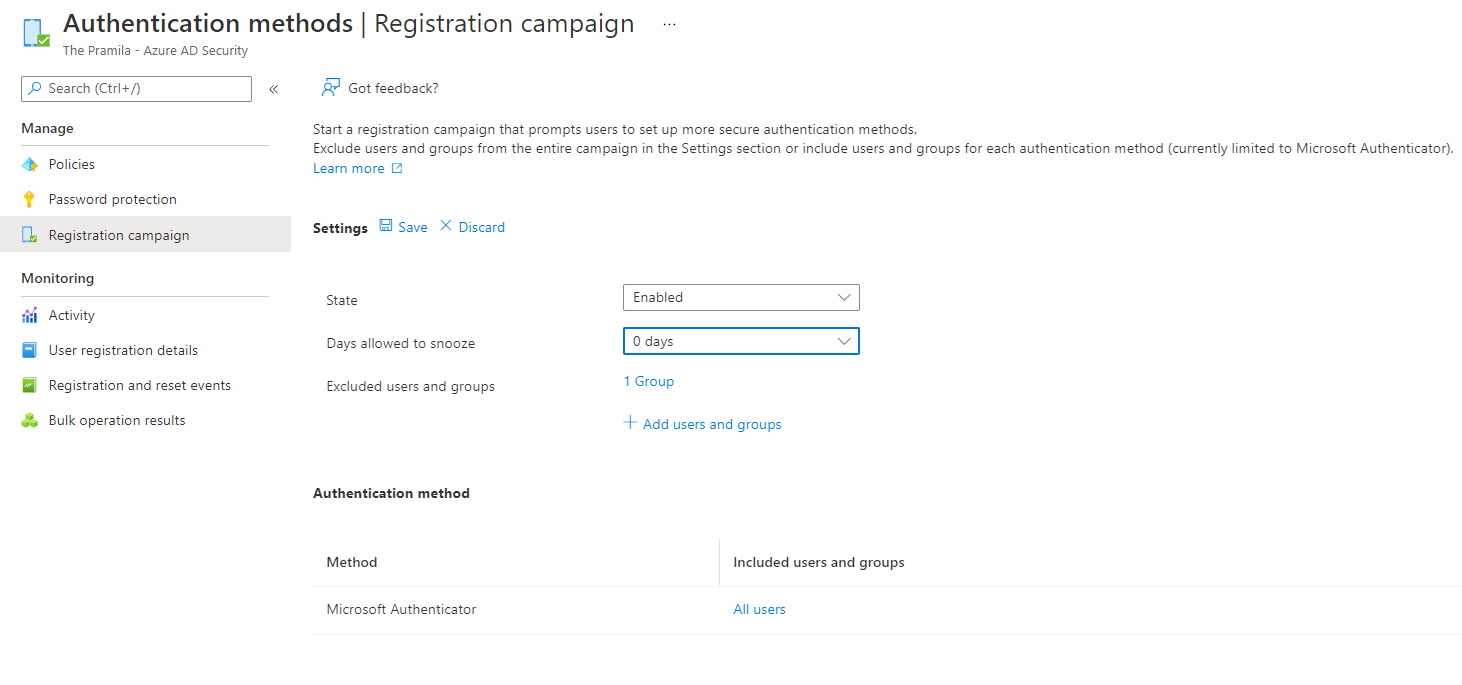 Authentication methods | Registration campaign ...
The Pramila - Azure AD Security
Search (Ctrl+/) «
Manage
Policies
Password protection
Registration campaign
Monitoring
Activity
User registration details
Registration and reset events
Bulk operation results
Got feedback?
Start a registration campaign that prompts users to set up more secure authentication methods.
Exclude users and groups from the entire campaign in the Settings section or include users and groups for each authentication method (currently limited to Microsoft Authenticator).
Learn more
Settings Save Discard
State Enabled
Days allowed to snooze 0 days
Excluded users and groups 1 Group
Add users and groups
Authentication method
Method Included users and groups
Microsoft Authenticator All users